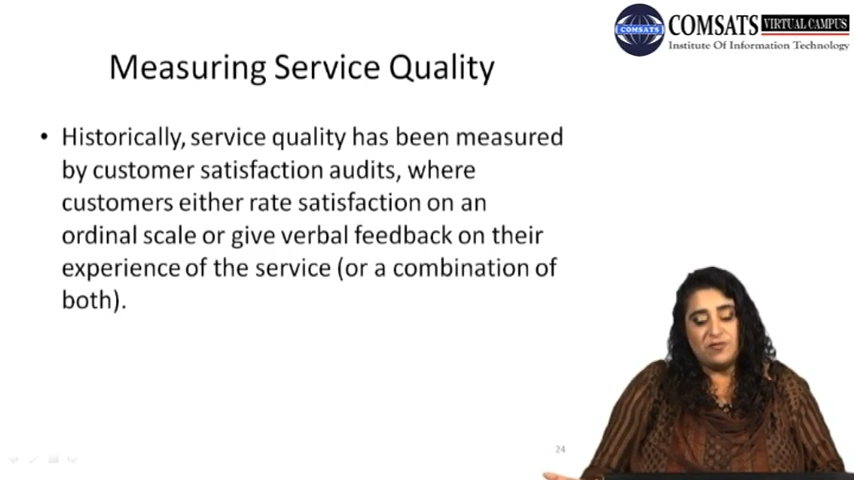 COMSATS VIRTUAL CAMPUS
COMSATS
Institute Of Information Technology
Measuring Service Quality
• Historically, service quality has been measured
by customer satisfaction audits, where
customers either rate satisfaction on an
ordinal scale or give verbal feedback on their
experience of the service (or a combination of
both).
24